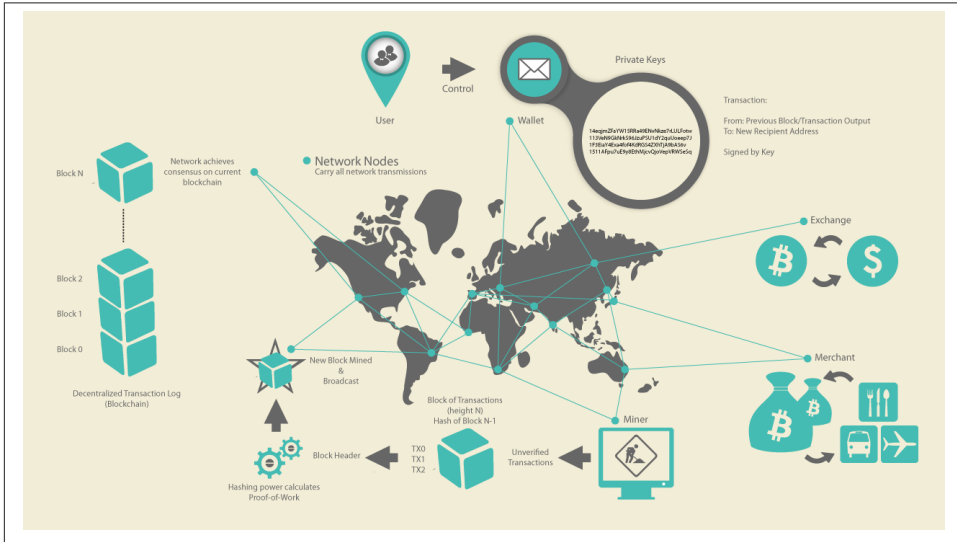 Private Keys
Control
User
Wallet
Transaction:
From: Previous Block/Transaction Output
To: New Recipient Address
Signed by Key
Block N
Network achieves
consensus on current
blockchain
Network Nodes
Carry all network transmissions
Exchange
Block 2
Block 1
Block 0
Decentralized Transaction Log
(Blockchain)
New Block Mined
&
Broadcast
Merchant
Block of Transactions
(height N)
Hash of Block N-1
Miner
TX0
TX1
TX2
Block Header
Unverified
Transactions
Hashing power calculates
Proof-of-Work